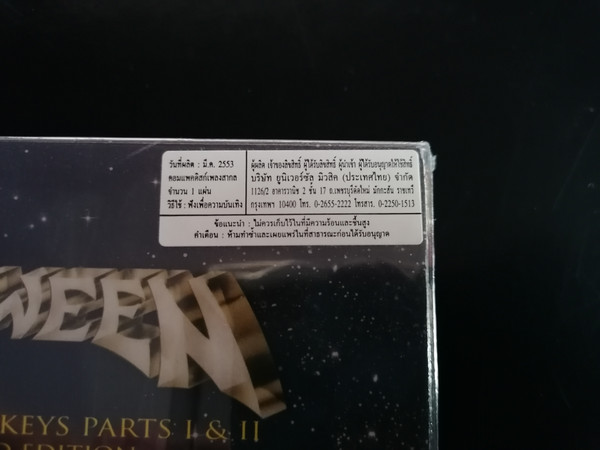 วันที่ผลิต : มี.ค. 2553
คอมแพคดิสก์เพลงสากล
จำนวน 1 แผ่น
วิธีใช้ : ฟังเพื่อความบันเทิง
ผู้ผลิต เจ้าของลิขสิทธิ์ ผู้ได้รับลิขสิทธิ์ ผู้นำเข้า ผู้ได้รับอนุญาตให้ใช้สิทธิ์
บริษัท ยูนิเวอร์ซัล มิวสิค (ประเทศไทย) จำกัด
1126/2 อาคารวานิช 2 ชั้น 17 ถ.เพชรบุรีตัดใหม่ มักกะสัน ราชเทวี
กรุงเทพฯ 10400 โทร. 0-2655-2222 โทรสาร. 0-2250-1513
ข้อแนะนำ : ไม่ควรเก็บไว้ในที่มีความร้อนและชื้นสูง
คำเตือน : ห้ามทำซ้ำและเผยแพร่ในที่สาธารณะก่อนได้รับอนุญาต
WEEN
KEYS PARTS I & II
EDITION